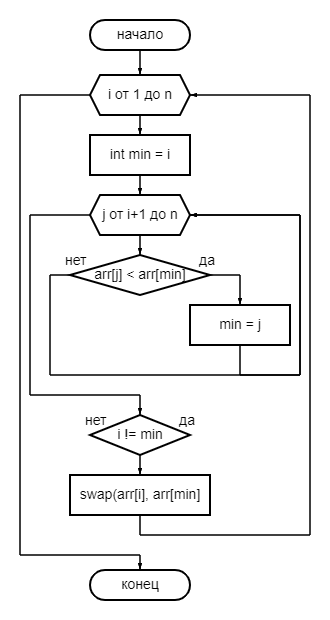 начало
i от 1 до n
int min = i
j от i+1 до n
нет
да
arr[j] < arr[min]
min = j
нет
да
i != min
swap(arr[i], arr[min]
конец